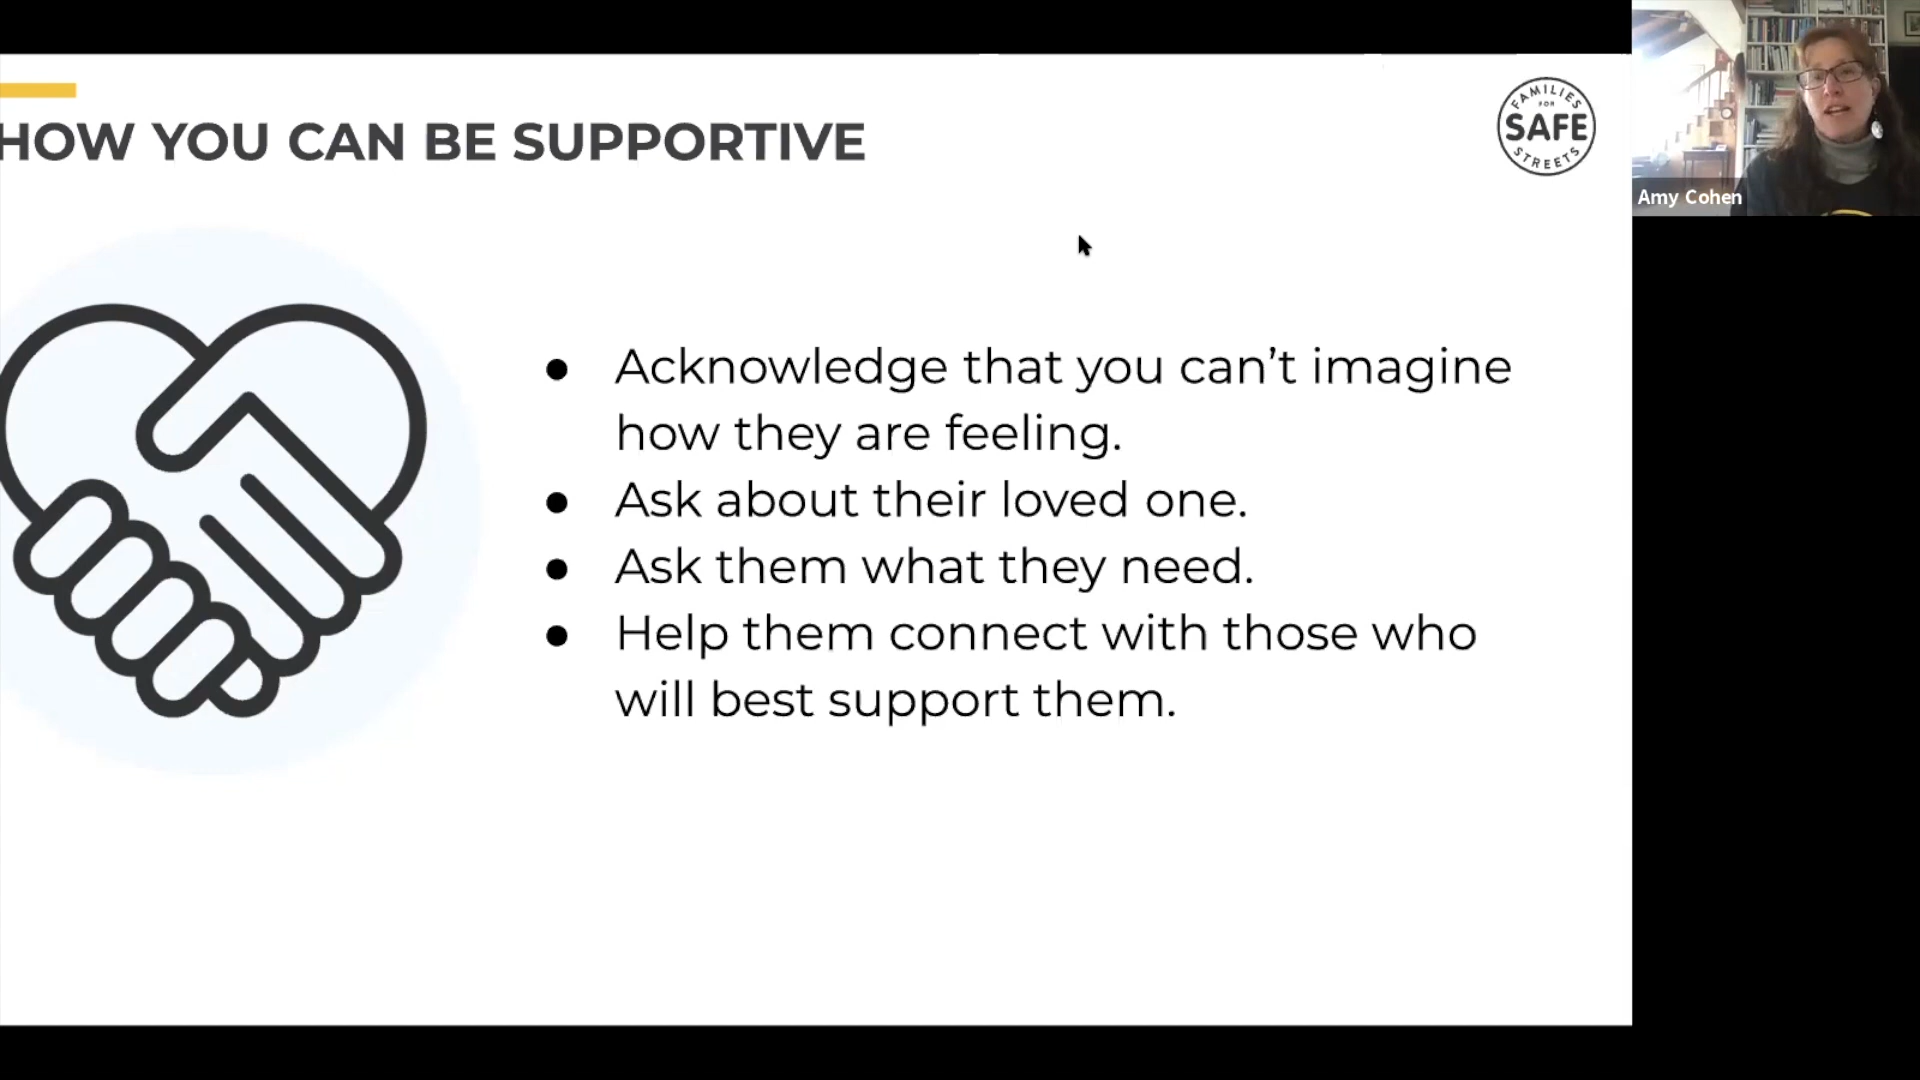 HOW YOU CAN BE SUPPORTIVE
FAMILIES
FOR
SAFE
STREETS
Amy Cohen
● Acknowledge that you can’t imagine
how they are feeling.
● Ask about their loved one.
● Ask them what they need.
● Help them connect with those who
will best support them.